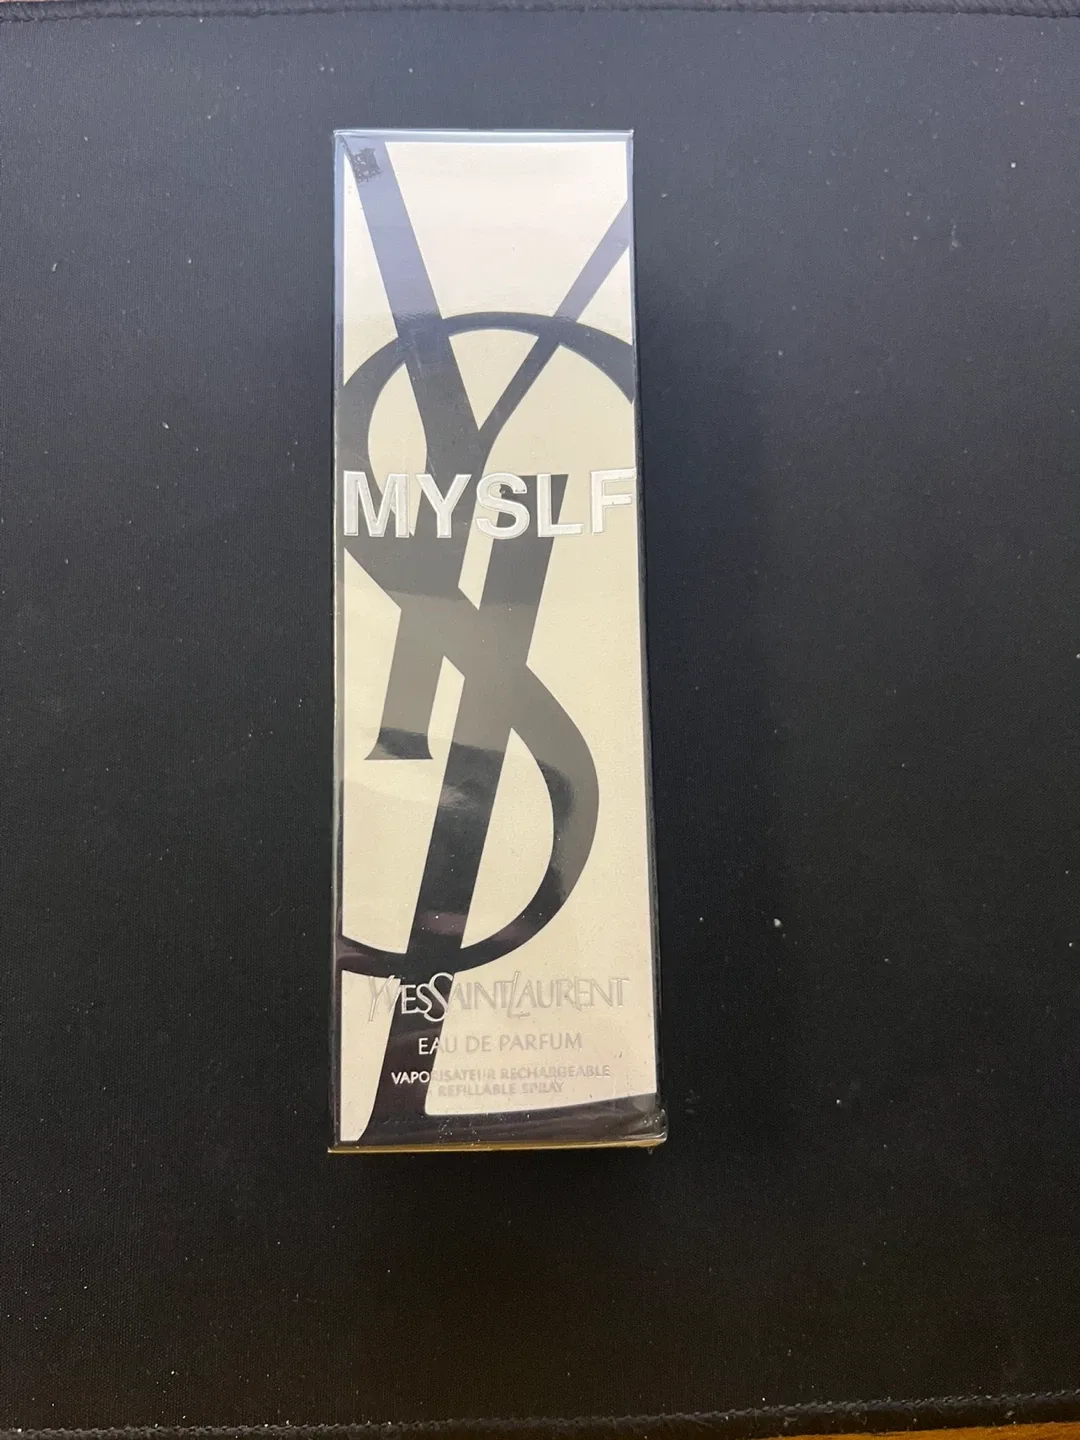 MYSLF
YVESSAINTLAURENT
EAU DE PARFUM
VAPORISATEUR RECHARGEABLE
REFILLABLE SPRAY